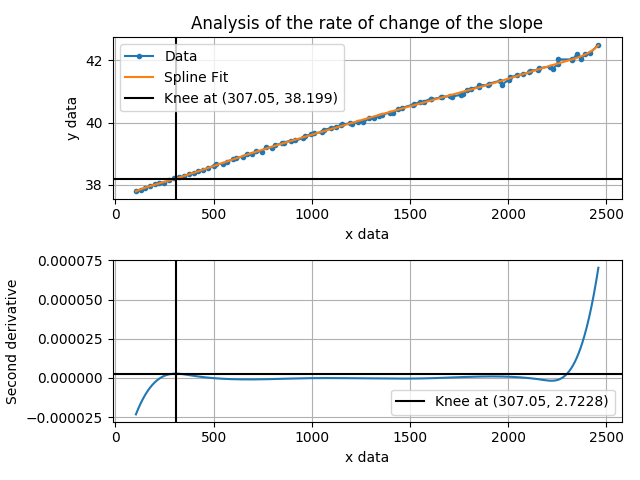 Analysis of the rate of change of the slope
42
40
38
y data
Data
Spline Fit
Knee at (307.05, 38.199)
0 500 1000 1500 2000 2500
x data
0.000075
0.000050
0.000025
0.000000
−0.000025
Second derivative
Knee at (307.05, 2.7228)
0 500 1000 1500 2000 2500
x data